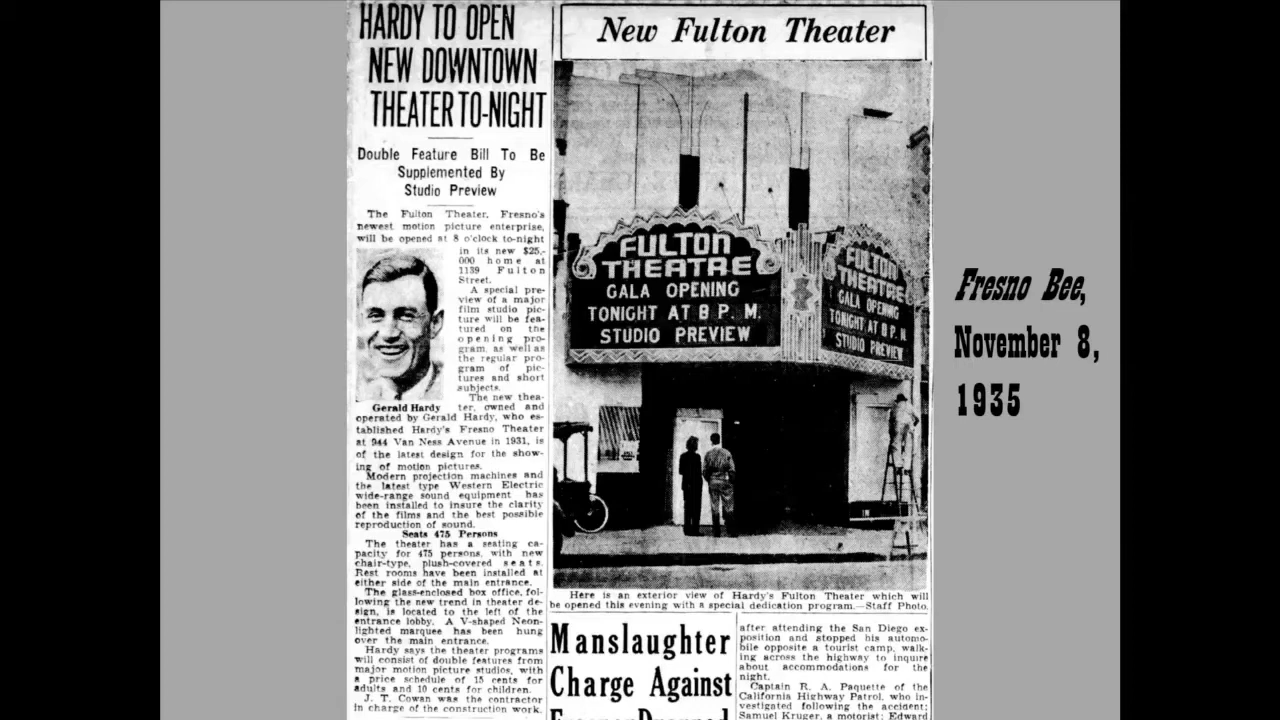 HARDY TO OPEN
NEW DOWNTOWN
THEATER TO-NIGHT
Double Feature Bill To Be
Supplemented By
Studio Preview
The Fulton Theater, Fresno's
newest motion picture enterprise,
will be opened at 8 o'clock to-night
in its new $25,-
000 home at
1139 Fulton
Street.
A special pre-
view of a major
film studio pic-
ture will be fea-
tured on the
opening pro-
gram, as well as
the regular pro-
gram of pic-
tures and short
subjects.
The new thea-
Gerald Hardy
ter, owned and
operated by Gerald Hardy, who es-
tablished Hardy's Fresno Theater
at 944 Van Ness Avenue in 1931, is
of the latest design for the show-
ing of motion pictures.
Modern projection machines and
the latest type Western Electric
wide-range sound equipment has
been installed to insure the clarity
of the films and the best possible
reproduction of sound.
Seats 475 Persons
The theater has a seating ca-
pacity for 475 persons, with new
chair-type, plush-covered seats.
Rest rooms have been installed at
either side of the main entrance.
The glass-enclosed box office, fol-
lowing the new trend in theater de-
sign, is located to the left of the
entrance lobby. A V-shaped Neon-
lighted marquee has been hung
over the main entrance.
Hardy says the theater programs
will consist of double features from
major motion picture studios, with
a price schedule of 15 cents for
adults and 10 cents for children.
J. T. Cowan was the contractor
in charge of the construction work.
New Fulton Theater
FULTON
THEATRE
GALA OPENING
TONIGHT AT 8 P. M.
STUDIO PREVIEW
FULTON
THEATRE
GALA OPENING
TONIGHT AT 8 P. M.
STUDIO PREVIEW
Here is an exterior view of Hardy's Fulton Theater which will
be opened this evening with a special dedication program.—Staff Photo.
Manslaughter
Charge Against
after attending the San Diego ex-
position and stopped his automo-
bile opposite a tourist camp, walk-
ing across the highway to inquire
about accommodations for the
night.
Captain R. A. Paquette of the
California Highway Patrol, who in-
vestigated following the accident;
Samuel Kruger, a motorist; Edward
Fresno Bee,
November 8,
1935